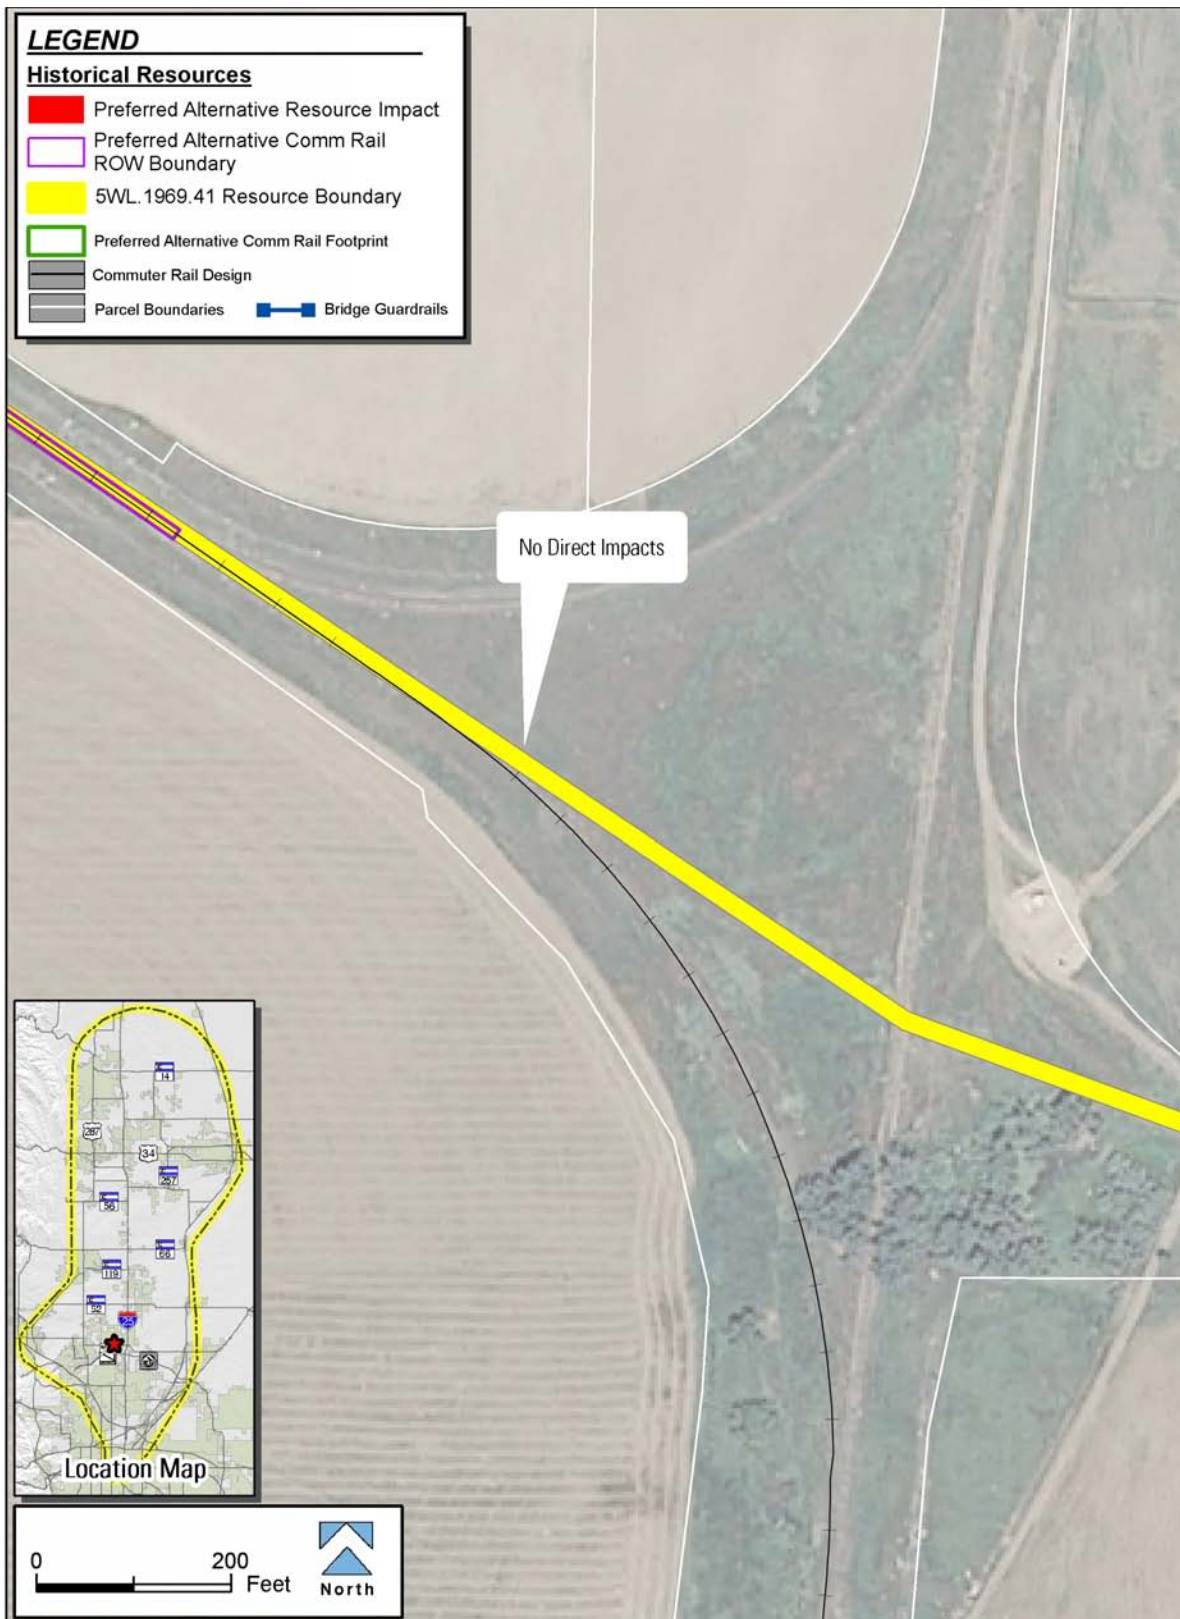 LEGEND
Historical Resources
Preferred Alternative Resource Impact
Preferred Alternative Comm Rail
ROW Boundary
5WL.1969.41 Resource Boundary
Preferred Alternative Comm Rail Footprint
Commuter Rail Design
Parcel Boundaries
Bridge Guardrails
No Direct Impacts
14
287
34
257
56
66
119
52
25
7
Location Map
0
200
Feet
North